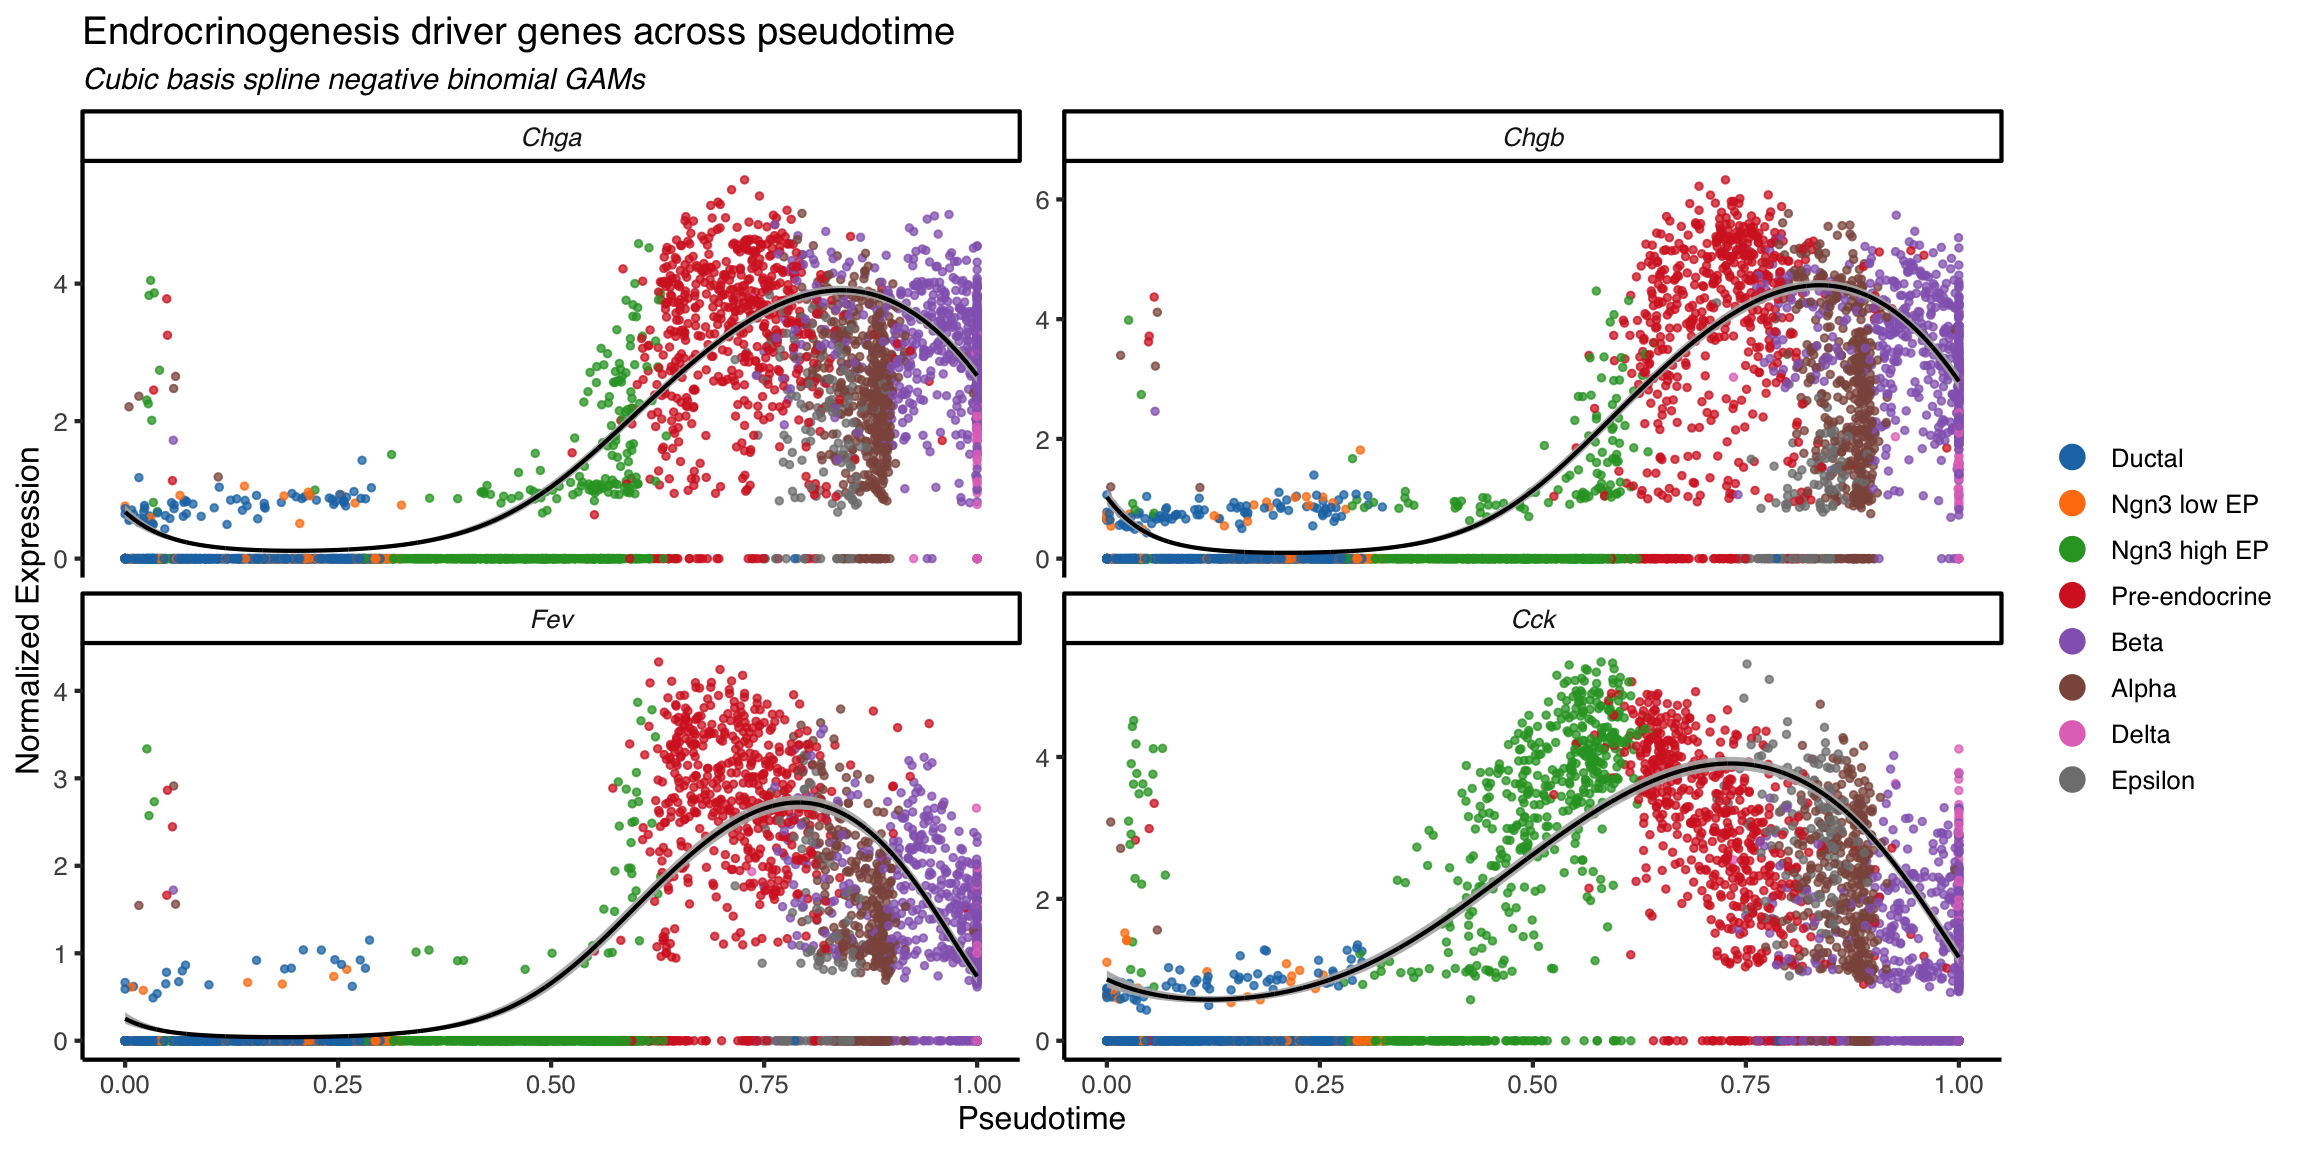 Endrocrinogenesis driver genes across pseudotime
Cubic basis spline negative binomial GAMs
Chga
Chgb
4
2
0
6
4
2
0
Fev
Cck
4
3
2
1
0
4
2
0
0.00 0.25 0.50 0.75 1.00
0.00 0.25 0.50 0.75 1.00
Normalized Expression
Pseudotime
Ductal
Ngn3 low EP
Ngn3 high EP
Pre-endocrine
Beta
Alpha
Delta
Epsilon